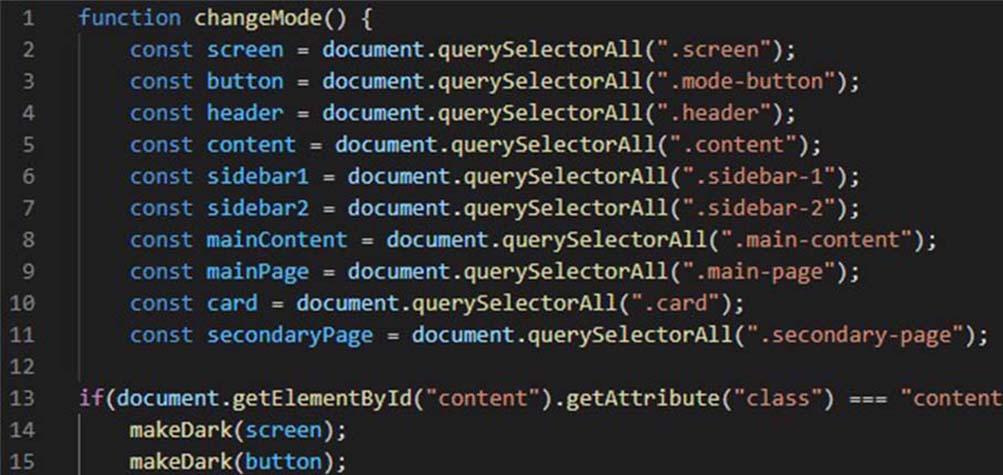 1 function changeMode() {
2 const screen = document.querySelectorAll(".screen");
3 const button = document.querySelectorAll(".mode-button");
4 const header = document.querySelectorAll(".header");
5 const content = document.querySelectorAll(".content");
6 const sidebar1 = document.querySelectorAll(".sidebar-1");
7 const sidebar2 = document.querySelectorAll(".sidebar-2");
8 const mainContent = document.querySelectorAll(".main-content");
9 const mainPage = document.querySelectorAll(".main-page");
10 const card = document.querySelectorAll(".card");
11 const secondaryPage = document.querySelectorAll(".secondary-page");
12
13 if(document.getElementById("content").getAttribute("class") === "content
14 makeDark(screen);
15 makeDark(button);